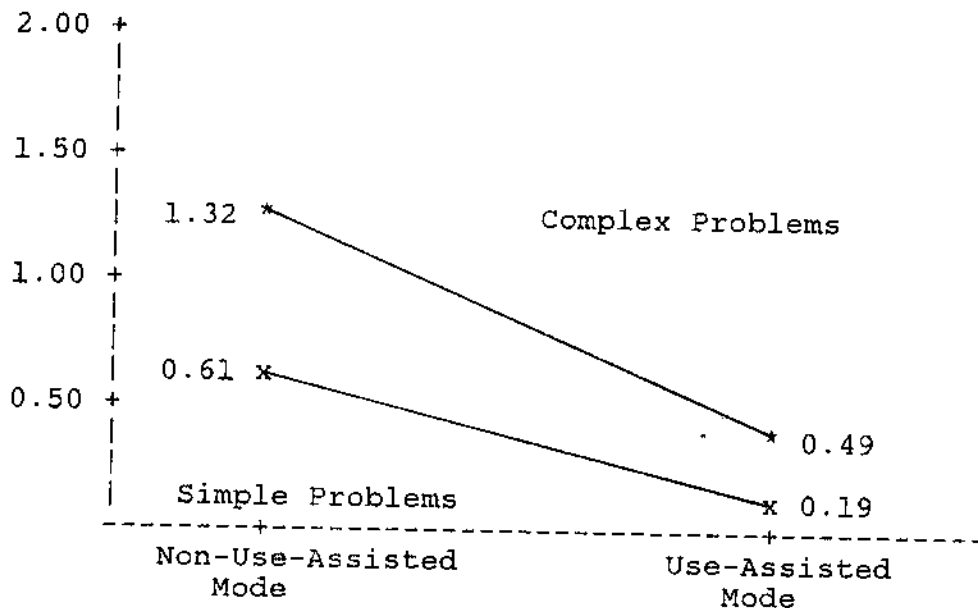 2.00
1.50
1.32
Complex Problems
1.00
0.61
0.50
0.49
Simple Problems
0.19
Non-Use-Assisted
Mode
Use-Assisted
Mode